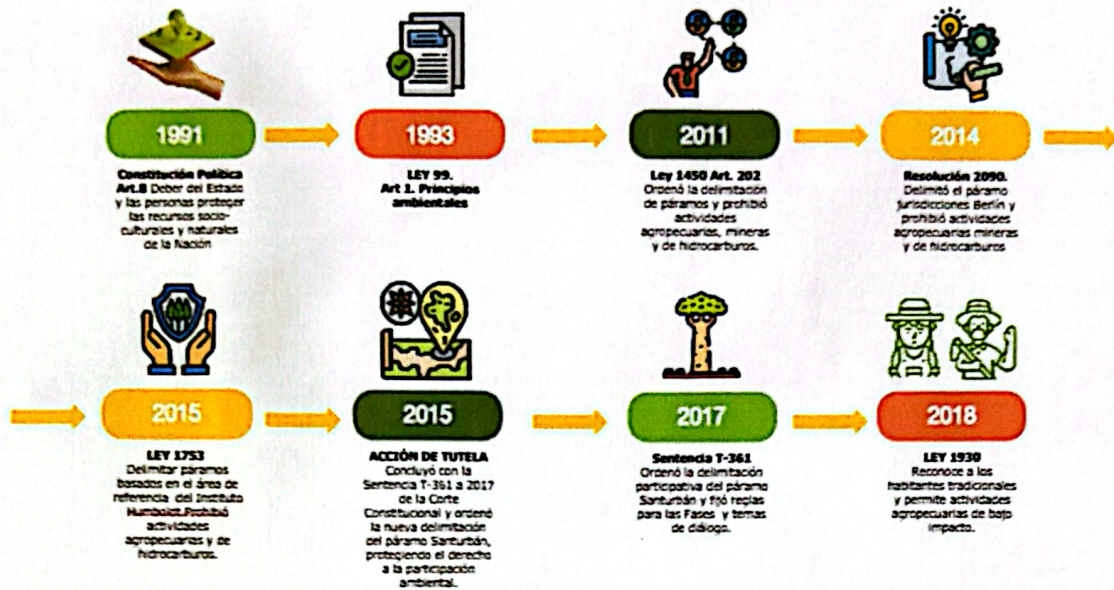 1991
Constitución Política
Art.8 Deber del Estado
y las personas proteger
las recursos socio-
culturales y naturales
de la Nación
1993
LEY 99.
Art 1. Principios
ambientales
2011
Ley 1450 Art. 202
Ordenó la delimitación
de páramos y prohibió
actividades
agropecuarias, mineras
y de hidrocarburos.
2014
Resolución 2090.
Delimitó el páramo
Jurisdicciones Berlín y
prohibió actividades
agropecuarias mineras
y de hidrocarburos
2015
LEY 1753
Delimitar páramos
basados en el área de
referencia del Instituto
Humbolot.Prohibió
actividades
agropecuarias y de
hidrocarburos.
2015
ACCIÓN DE TUTELA
Concluyó con la
Sentencia T-361 a 2017
de la Corte
Constitucional y ordenó
la nueva delimitación
del páramo Santurbán,
protegiendo el derecho
a la participación
ambiental.
2017
Sentencia T-361
Ordenó la delimitación
participativa del páramo
Santurbán y fijó reglas
para las Fases y temas
de diálogo.
2018
LEY 1930
Reconoce a los
habitantes tradicionales
y permite actividades
agropecuarias de bajo
impacto.